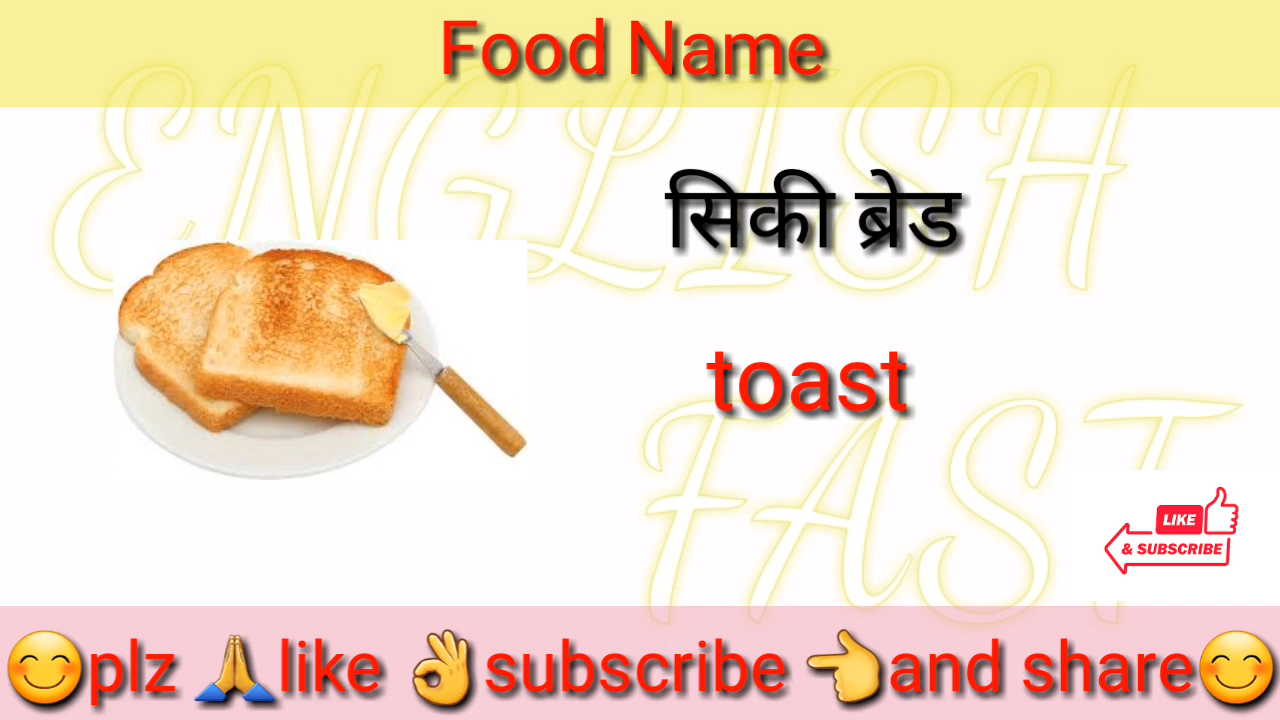 Food Name
ENGLISH
सिकी ब्रेड
toast
FAST
LIKE
& SUBSCRIBE
😊plz 🙏like 👌subscribe 👈and share😊